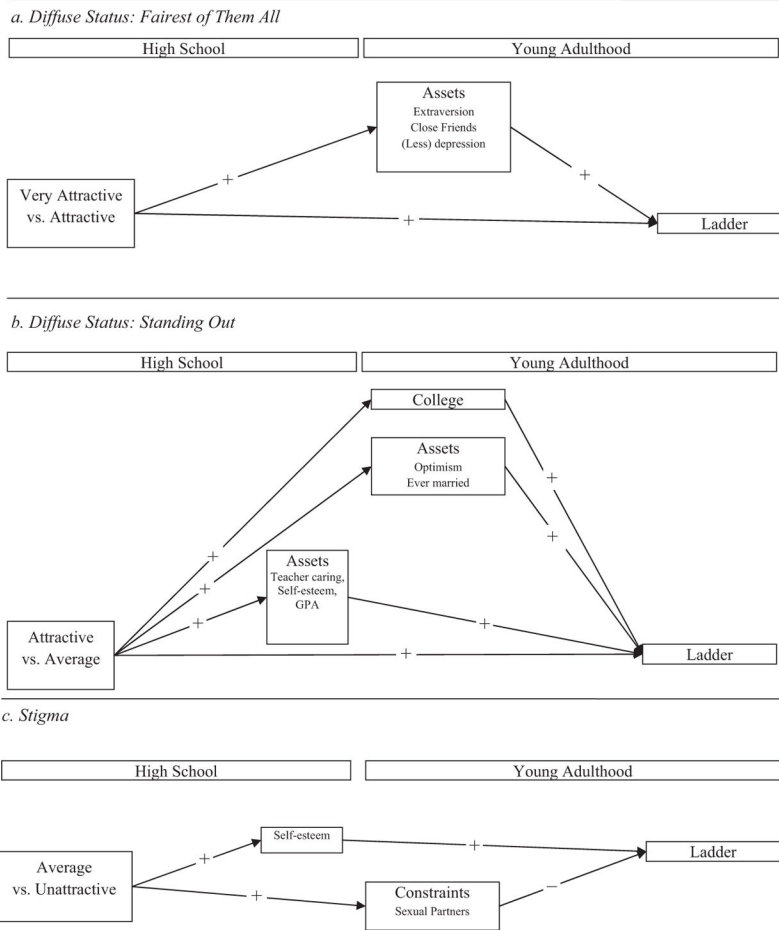 a. Diffuse Status: Fairest of Them All
High School
Young Adulthood
Assets
Extraversion
Close Friends
(Less) depression
+
+
Very Attractive
vs. Attractive
+
Ladder
b. Diffuse Status: Standing Out
High School
Young Adulthood
College
Assets
Optimism
Ever married
+
+
+
Assets
Teacher caring,
Self-esteem,
GPA
+
+
+
Attractive
vs. Average
+
Ladder
c. Stigma
High School
Young Adulthood
Self-esteem
+
+
Ladder
Average
vs. Unattractive
+
Constraints
Sexual Partners
−